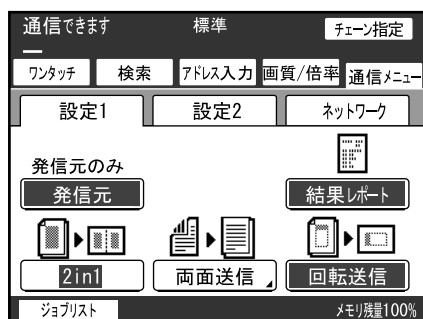 通信できます 標準 チェーン指定
ワンタッチ 検索 アドレス入力 画質/倍率 通信メニュー
設定1 設定2 ネットワーク
発信元のみ
発信元 結果レポート
2in1 両面送信 回転送信
ジョブリスト メモリ残量100%